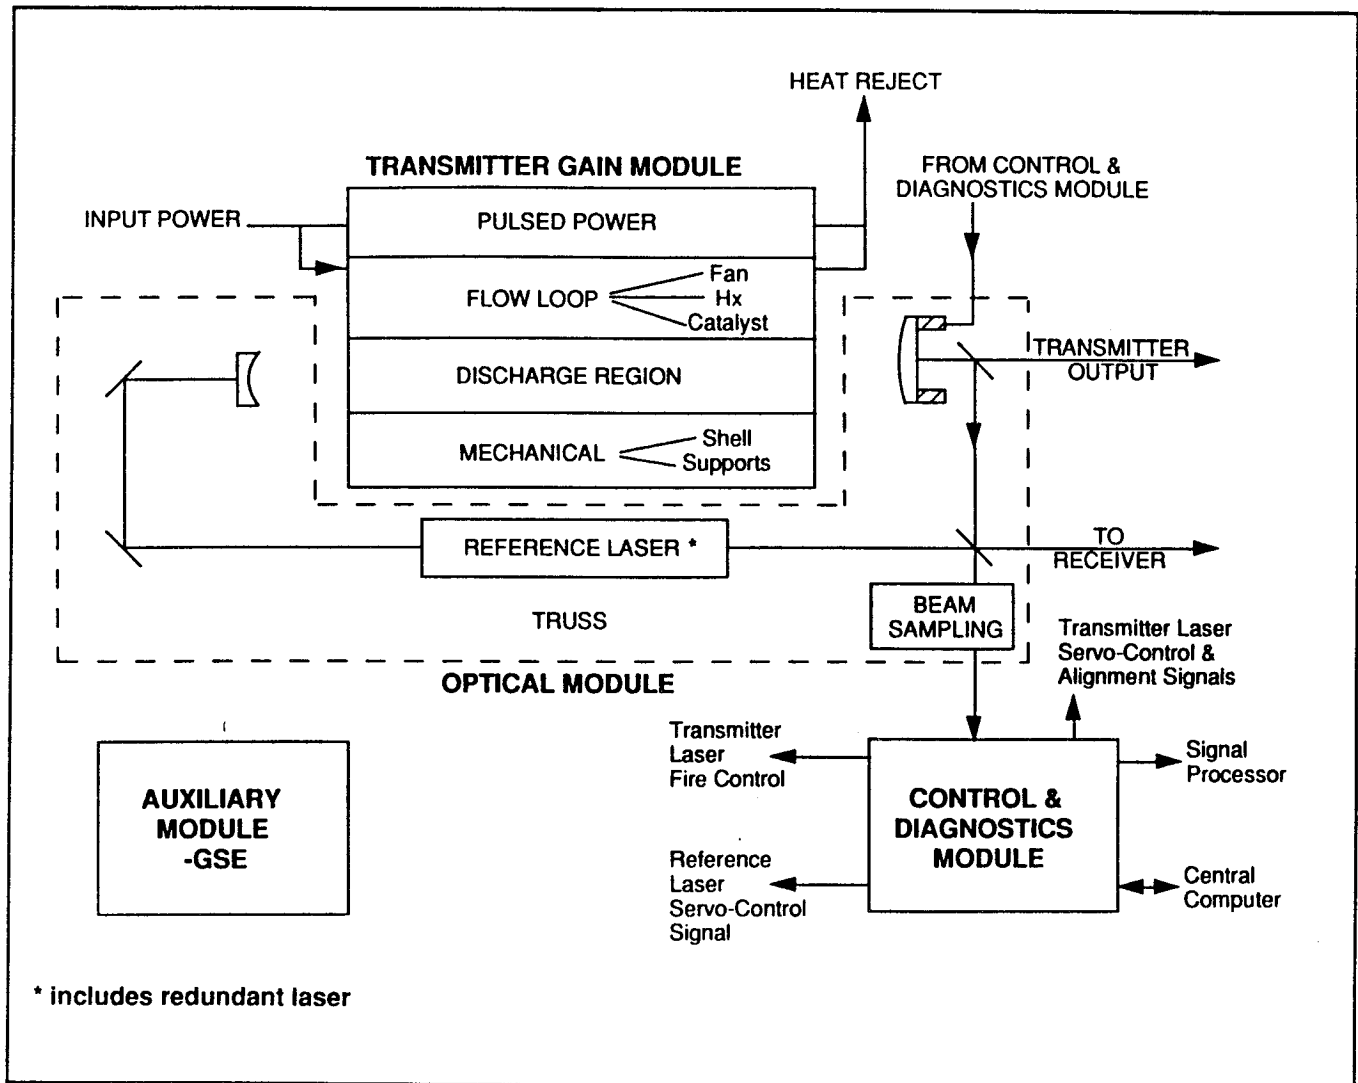 HEAT REJECT
TRANSMITTER GAIN MODULE
FROM CONTROL &
DIAGNOSTICS MODULE
INPUT POWER
PULSED POWER
FLOW LOOP
Fan
Hx
Catalyst
TRANSMITTER
OUTPUT
DISCHARGE REGION
MECHANICAL
Shell
Supports
REFERENCE LASER *
TO
RECEIVER
TRUSS
BEAM
SAMPLING
OPTICAL MODULE
Transmitter Laser
Servo-Control &
Alignment Signals
Transmitter
Laser
Fire Control
Signal
Processor
AUXILIARY
MODULE
-GSE
CONTROL &
DIAGNOSTICS
MODULE
Reference
Laser
Servo-Control
Signal
Central
Computer
* includes redundant laser